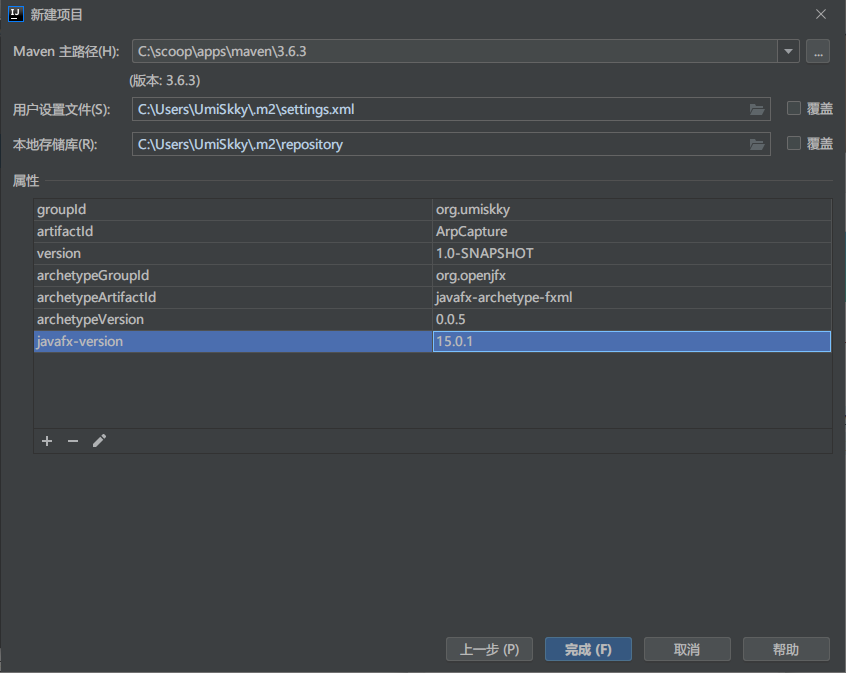 新建项目
Maven 主路径(H): C:\scoop\apps\maven\3.6.3 ...
(版本: 3.6.3)
用户设置文件(S): C:\Users\UmiSkky\.m2\settings.xml 覆盖
本地存储库(R): C:\Users\UmiSkky\.m2\repository 覆盖
属性
groupId org.umiskky
artifactId ArpCapture
version 1.0-SNAPSHOT
archetypeGroupId org.openjfx
archetypeArtifactId javafx-archetype-fxml
archetypeVersion 0.0.5
javafx-version 15.0.1
上一步 (P) 完成 (F) 取消 帮助